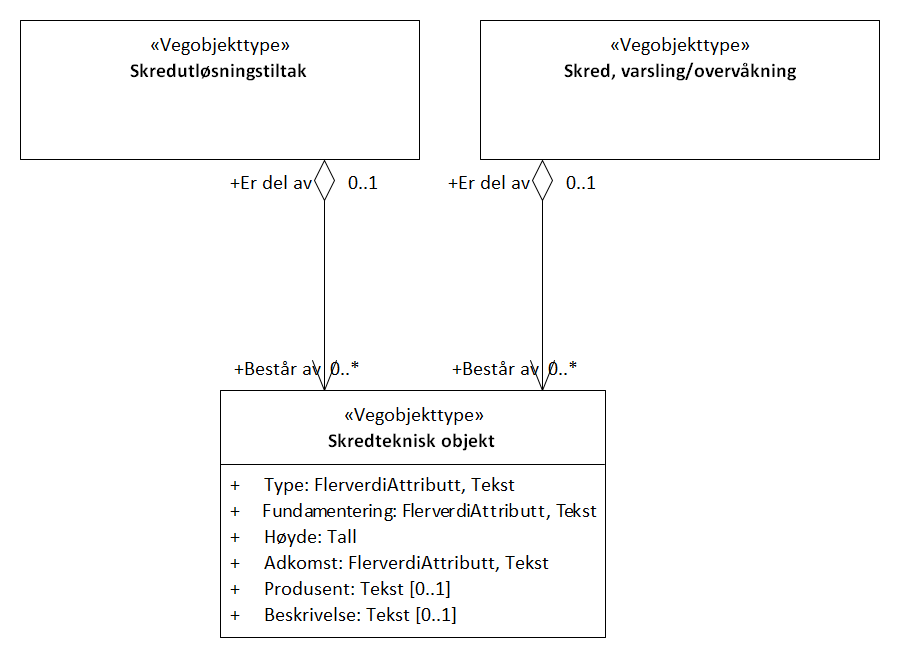 «Vegobjekttype»
Skredutløsningstiltak
«Vegobjekttype»
Skred, varsling/overvåkning
+Er del av 0..1
+Er del av 0..1
+Består av 0..*
+Består av 0..*
«Vegobjekttype»
Skredteknisk objekt
+ Type: FlerverdiAttributt, Tekst
+ Fundamentering: FlerverdiAttributt, Tekst
+ Høyde: Tall
+ Adkomst: FlerverdiAttributt, Tekst
+ Produsent: Tekst [0..1]
+ Beskrivelse: Tekst [0..1]